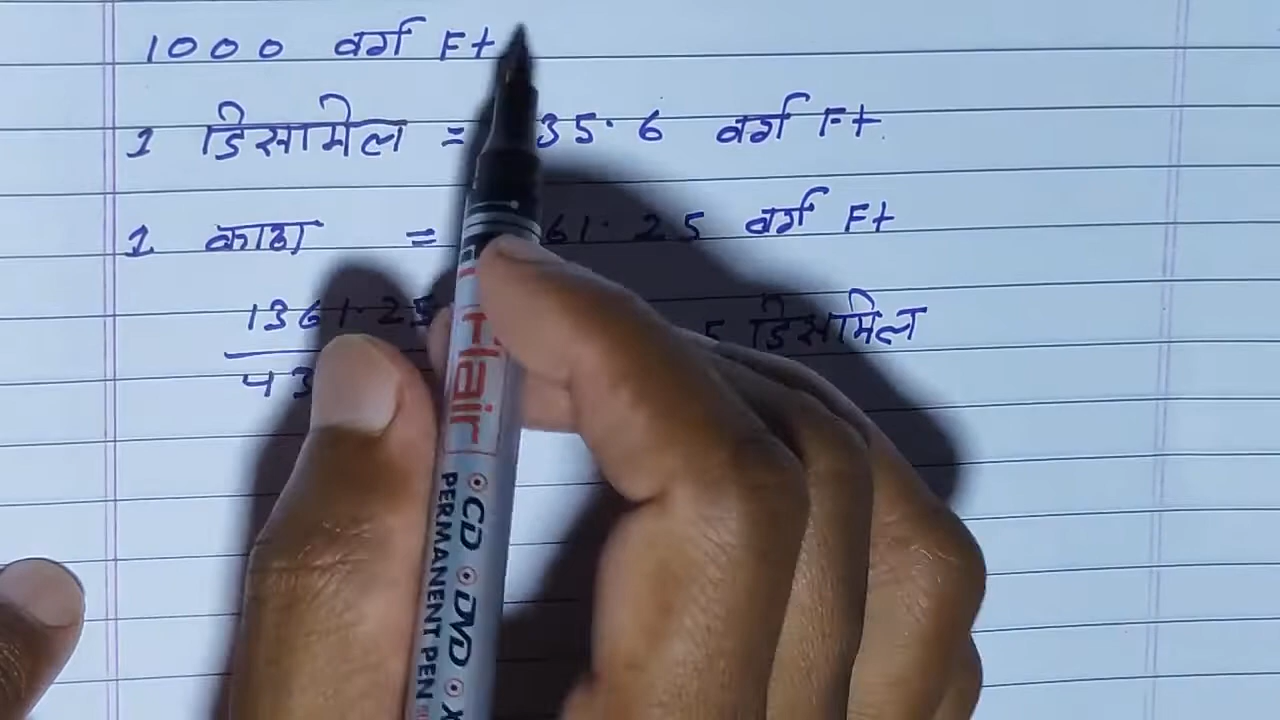 1000 वर्ग Ft
1 डिसामेल = 35.6 वर्ग Ft.
1 काठा = 61.25 वर्ग Ft
1361.25 5 डिसमिल
43
Flair
CD DVD
PERMANENT PEN